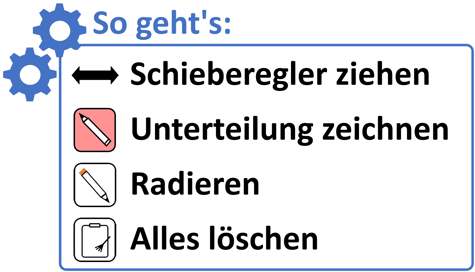 So geht's:
Schieberegler ziehen
Unterteilung zeichnen
Radieren
Alles löschen